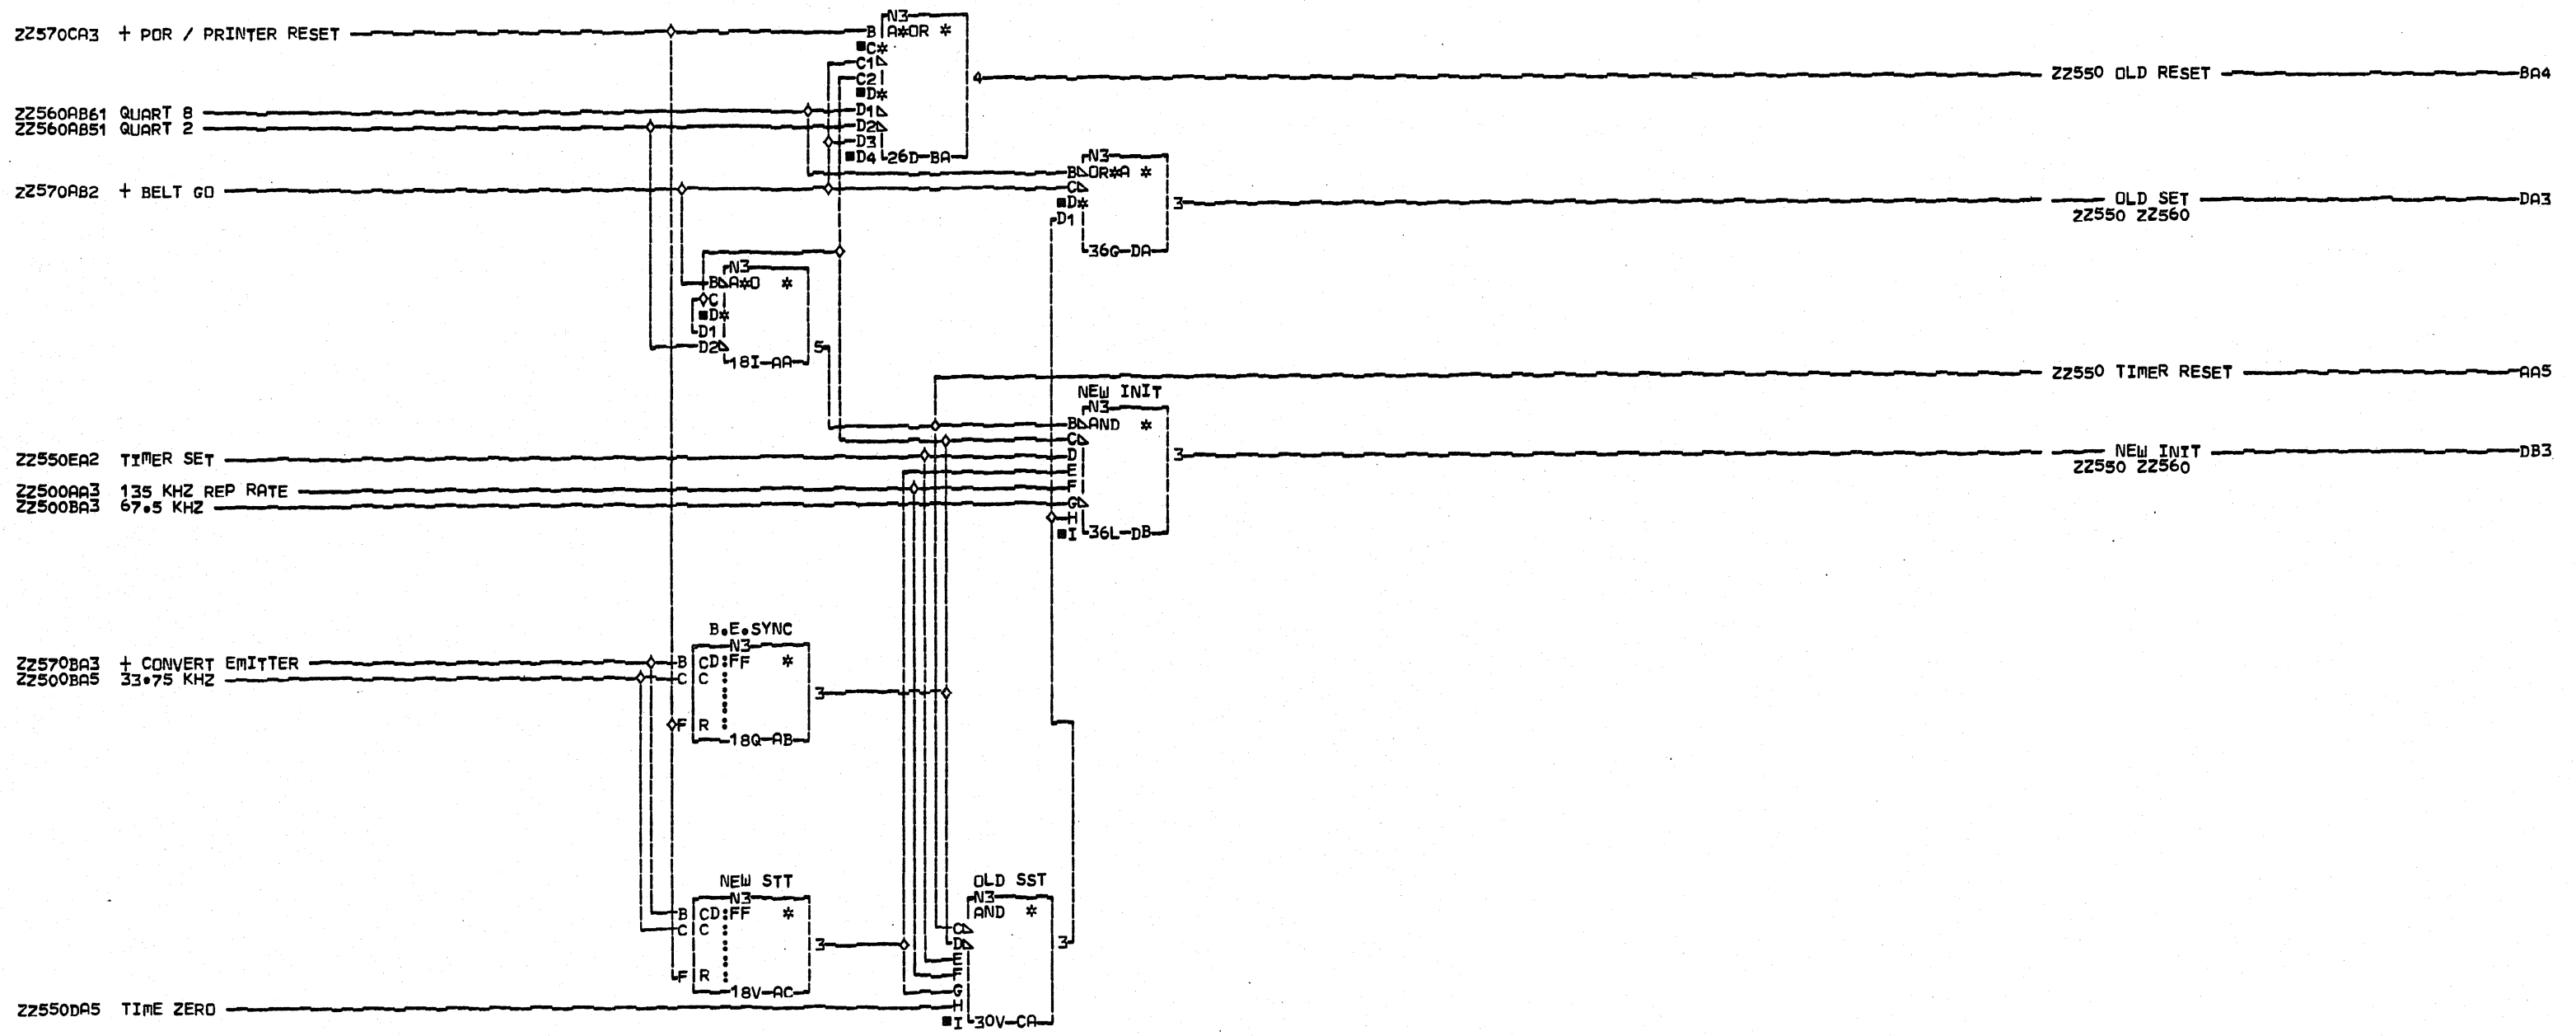 N3
ZZ570CA3 + POR / PRINTER RESET B A*OR *
■C*
C1
C2 4 ZZ550 OLD RESET BA4
■D*
ZZ560AB61 QUART 8 D1
ZZ560AB51 QUART 2 D2
D3
■D4 26D-BA
N3
B OR*A *
ZZ570AB2 + BELT GO C
■D* 3 OLD SET DA3
ZZ550 ZZ560
D1
36G-DA
N3
B A*O *
C
■D*
D1
D2 5
18I-AA
ZZ550 TIMER RESET AA5
NEW INIT
N3
B AND *
C
ZZ550EA2 TIMER SET D 3 NEW INIT DB3
ZZ550 ZZ560
E
ZZ500AA3 135 KHZ REP RATE F
ZZ500BA3 67.5 KHZ G
H
■I 36L-DB
B.E.SYNC
N3
ZZ570BA3 + CONVERT EMITTER B CD:FF *
ZZ500BA5 33.75 KHZ C C
3
F R
18Q-AB
NEW STT OLD SST
N3 N3
B CD:FF * AND *
C C C
3 D 3
E
F R F
18V-AC G
ZZ550DA5 TIME ZERO H
■I 30V-CA